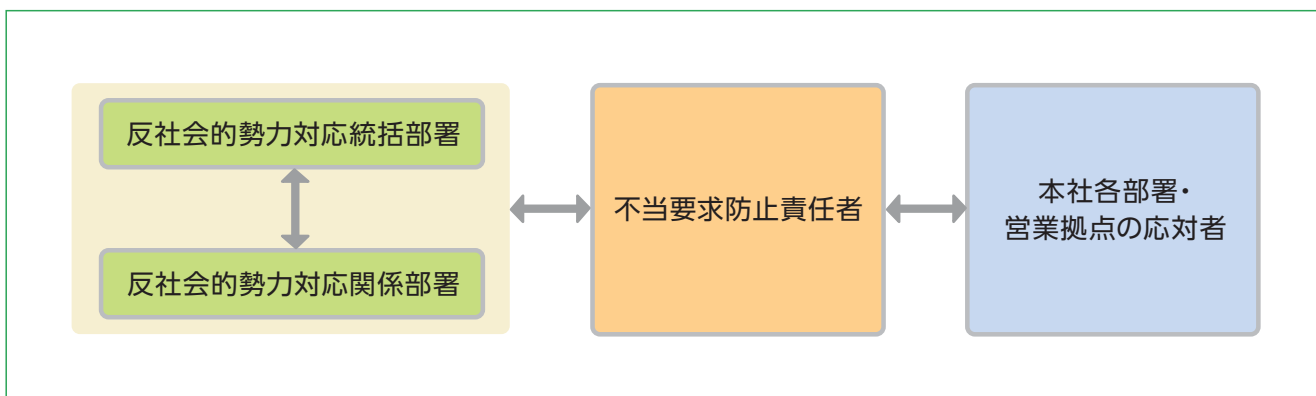 反社会的勢力対応統括部署
反社会的勢力対応関係部署
不当要求防止責任者
本社各部署・
営業拠点の応対者